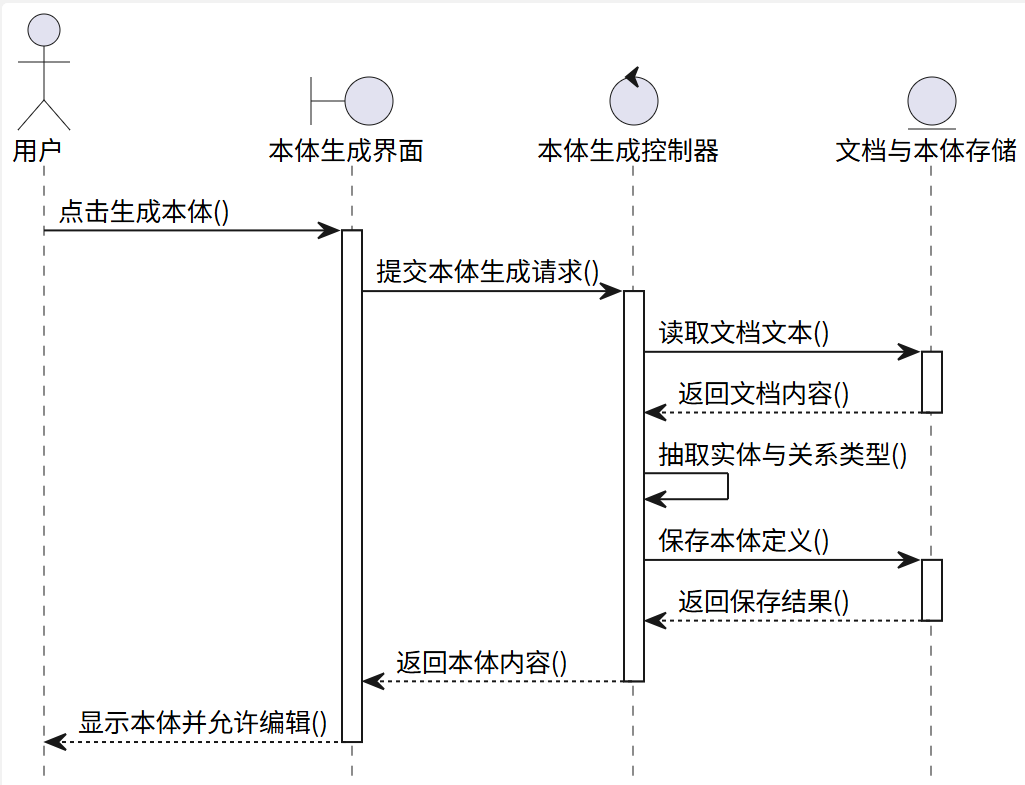 用户
本体生成界面
本体生成控制器
文档与本体存储
点击生成本体()
提交本体生成请求()
读取文档文本()
返回文档内容()
抽取实体与关系类型()
保存本体定义()
返回保存结果()
返回本体内容()
显示本体并允许编辑()